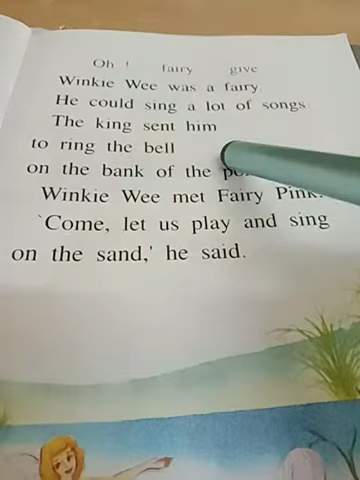 Oh ! fairy give
Winkie Wee was a fairy.
He could sing a lot of songs
The king sent him
to ring the bell
on the bank of the
Winkie Wee met Fairy Pink.
`Come, let us play and sing
on the sand,' he said.